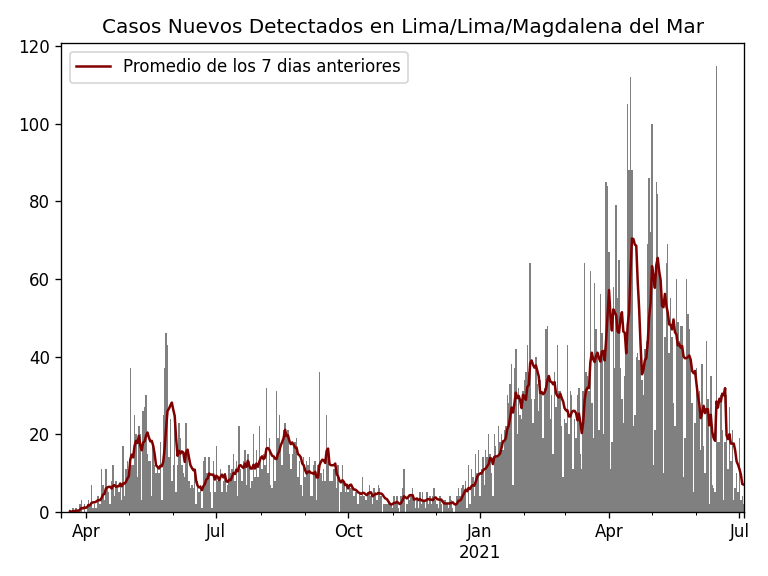 Casos Nuevos Detectados en Lima/Lima/Magdalena del Mar
Promedio de los 7 dias anteriores
120
100
80
60
40
20
0
Apr Jul Oct Jan Apr Jul
2021